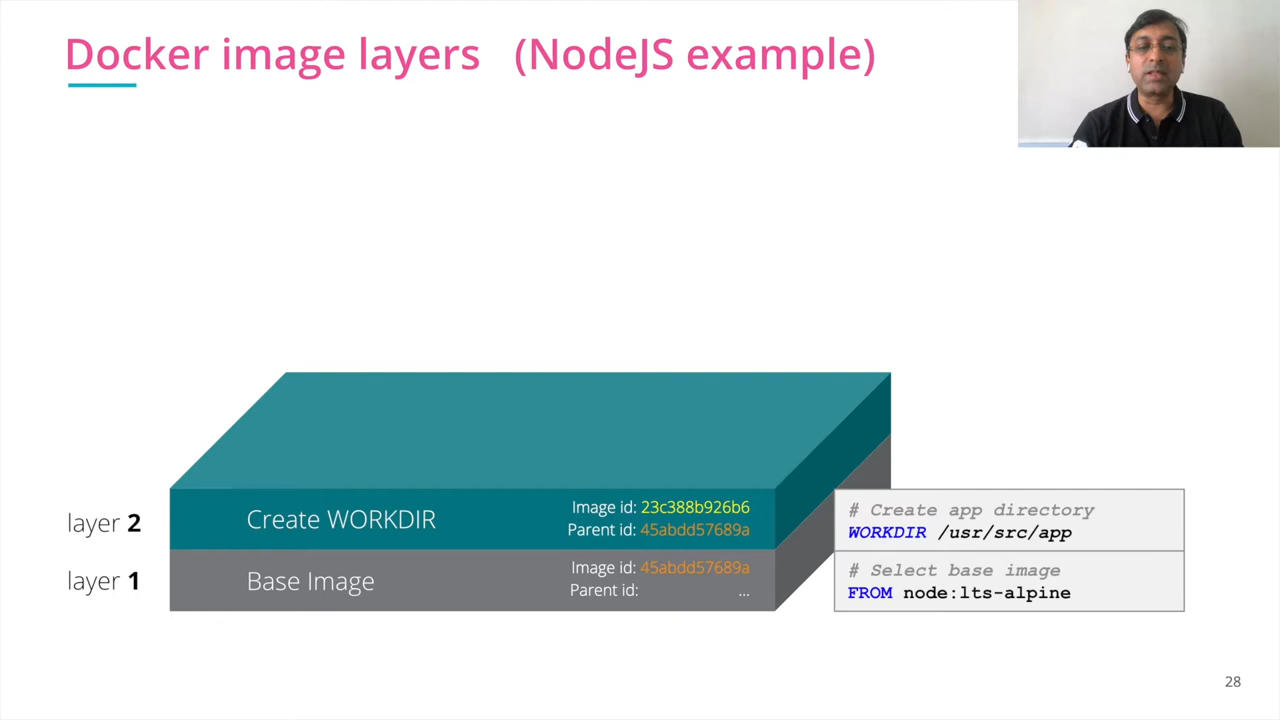 Docker image layers (NodeJS example)
layer 2
Create WORKDIR
Image id: 23c388b926b6
Parent id: 45abdd57689a
# Create app directory
WORKDIR /usr/src/app
layer 1
Base Image
Image id: 45abdd57689a
Parent id: ...
# Select base image
FROM node:lts-alpine
28